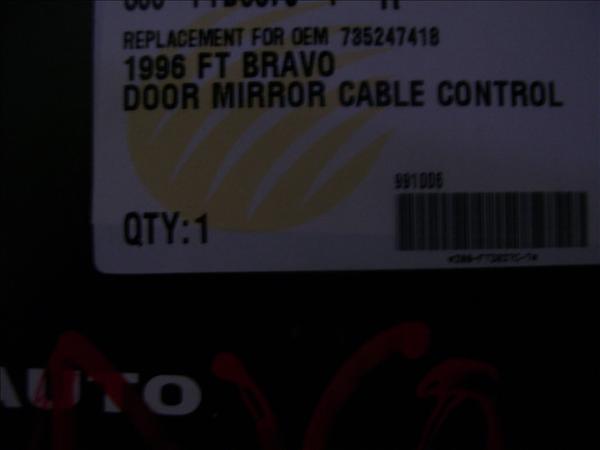 REPLACEMENT FOR OEM 735247418
1996 FT BRAVO
DOOR MIRROR CABLE CONTROL
991006
QTY:1
AUTO